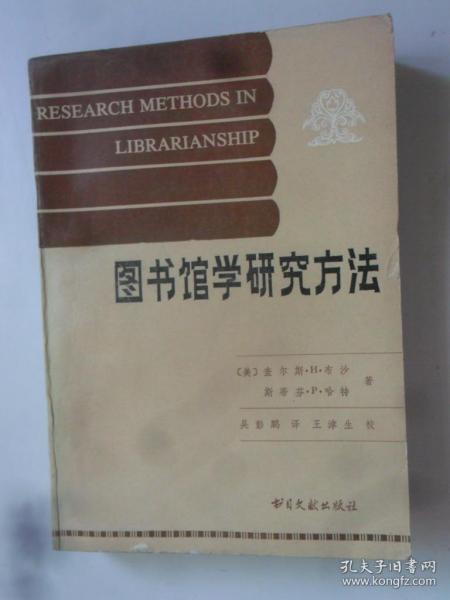 RESEARCH METHODS IN
LIBRARIANSHIP
图书馆学研究方法
〔美〕查尔斯·H·布沙
斯蒂芬·P·哈特
著
吴彭鹏 译 王津生 校
书目文献出版社
孔夫子旧书网
www.kongfz.com